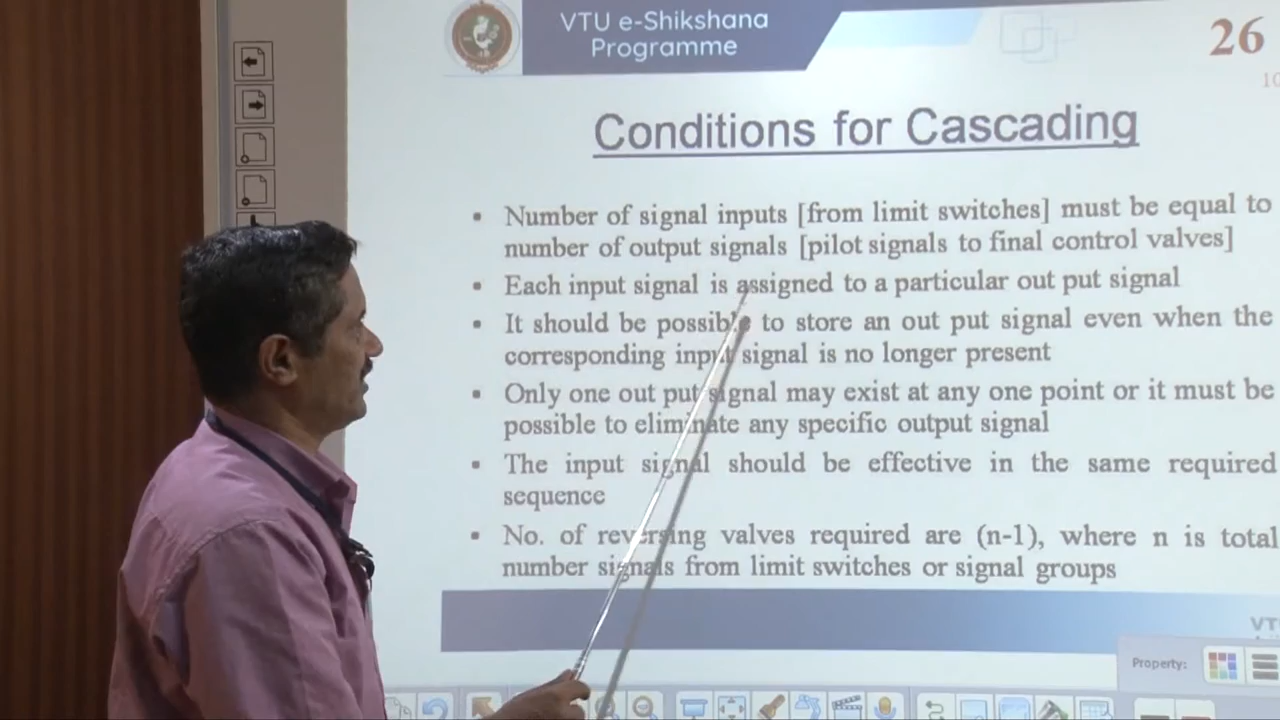 VTU e-Shikshana
Programme
26
10
Conditions for Cascading
• Number of signal inputs [from limit switches] must be equal to
number of output signals [pilot signals to final control valves]
• Each input signal is assigned to a particular out put signal
• It should be possible to store an out put signal even when the
corresponding input signal is no longer present
• Only one out put signal may exist at any one point or it must be
possible to eliminate any specific output signal
• The input signal should be effective in the same required
sequence
• No. of reversing valves required are (n-1), where n is total
number signals from limit switches or signal groups
VTU
Property: